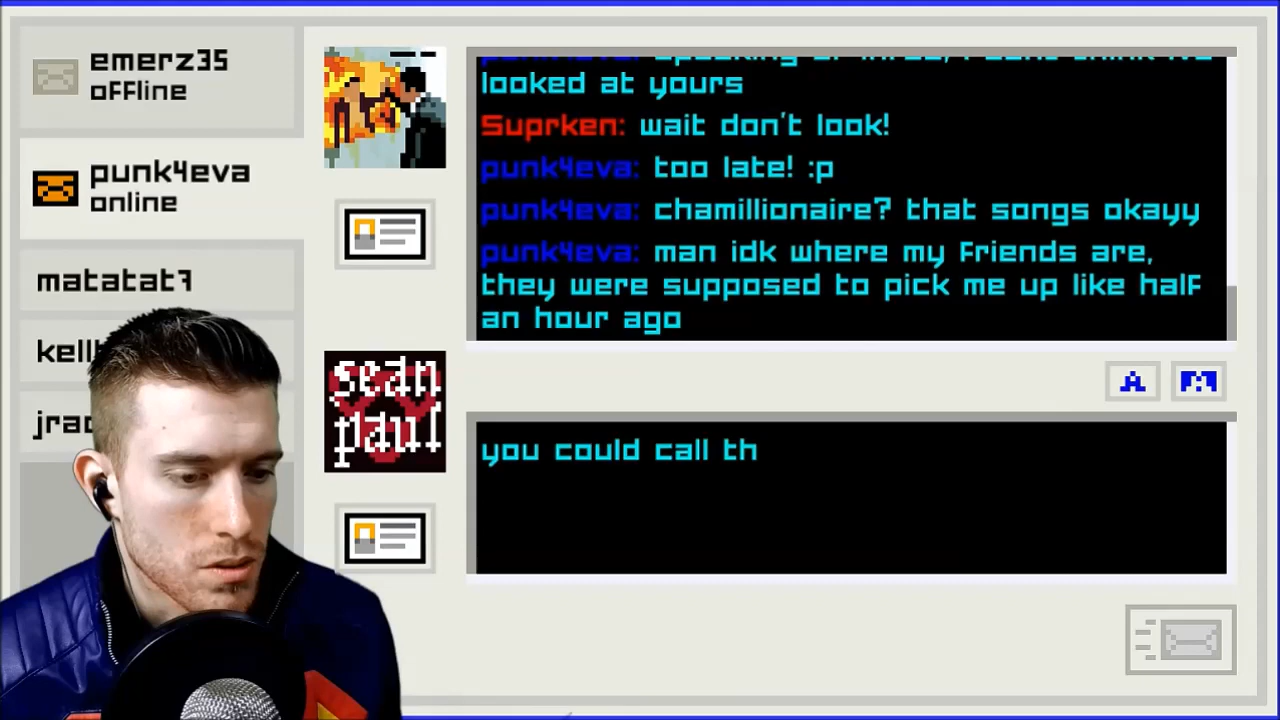 emerz35
offline
punk4eva
online
matatat7
looked at yours
Suprken: wait don't look!
punk4eva: too late! :p
punk4eva: chamillionaire? that songs okayy
punk4eva: man idk where my friends are,
they were supposed to pick me up like half
an hour ago
A
sean
paul
you could call th